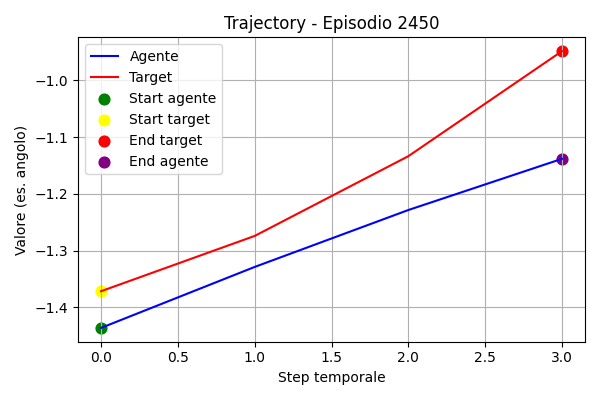 Trajectory - Episodio 2450
Agente
Target
Start agente
Start target
End target
End agente
Valore (es. angolo)
−1.0
−1.1
−1.2
−1.3
−1.4
0.0 0.5 1.0 1.5 2.0 2.5 3.0
Step temporale